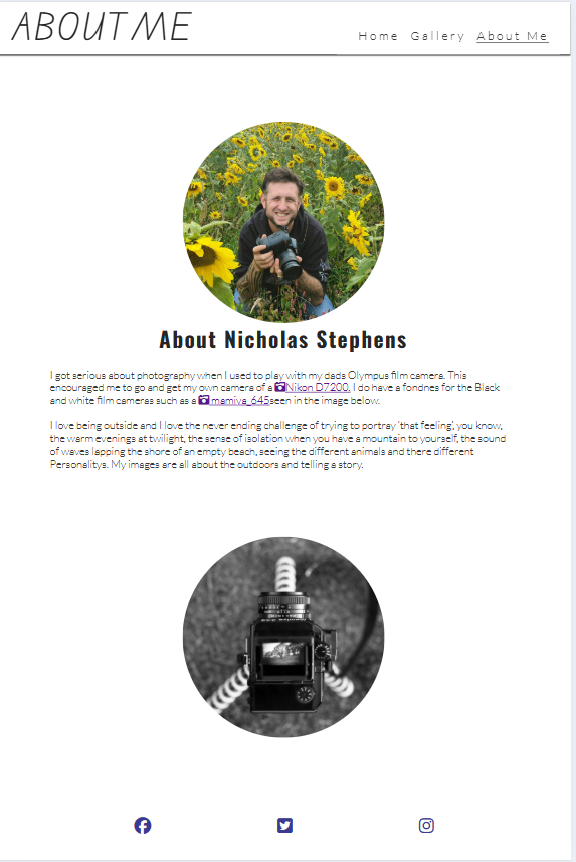 ABOUT ME
Home Gallery About Me
About Nicholas Stephens
I got serious about photography when I used to play with my dads Olympus film camera. This
encouraged me to go and get my own camera of a Nikon D7200. I do have a fondnes for the Black
and white film cameras such as a mamiya_645seen in the image below.
I love being outside and I love the never ending challenge of trying to portray 'that feeling', you know,
the warm evenings at twilight, the sense of isolation when you have a mountain to yourself, the sound
of waves lapping the shore of an empty beach, seeing the different animals and there different
Personalitys. My images are all about the outdoors and telling a story.